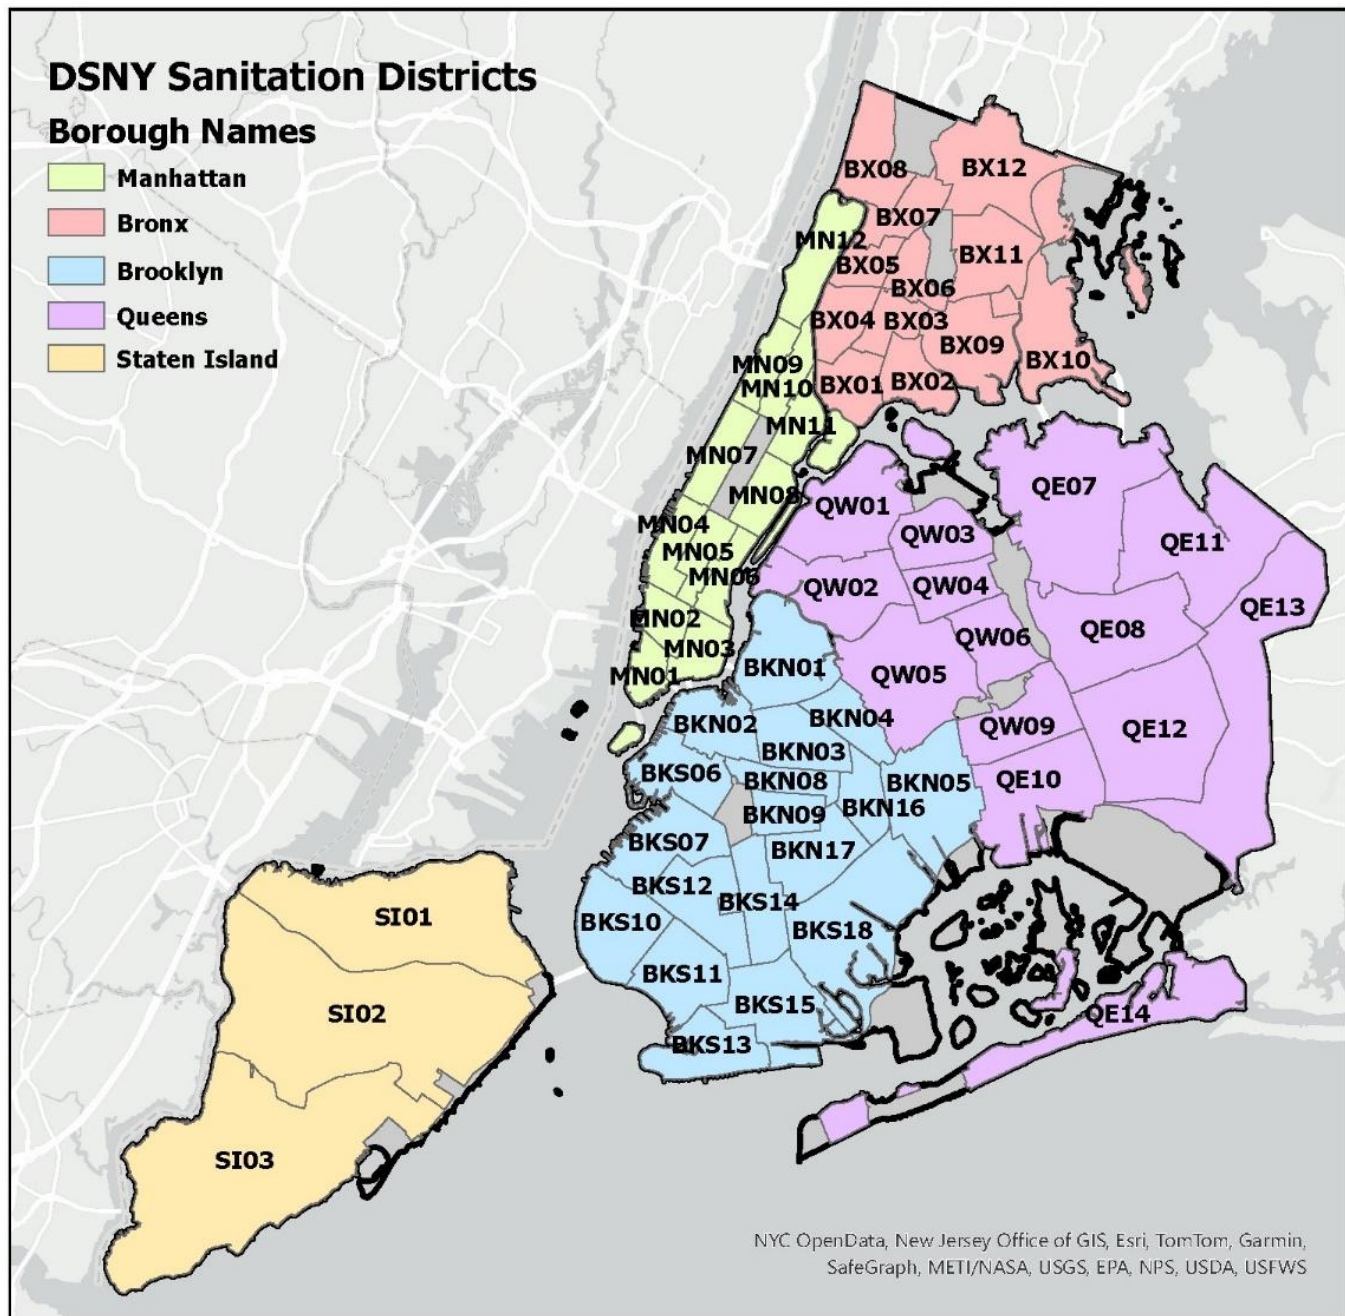 DSNY Sanitation Districts
Borough Names
Manhattan
Bronx
Brooklyn
Queens
Staten Island
BX08
BX12
BX07
MN12
BX11
BX05
BX06
BX04
BX03
BX09
MN09
BX10
MN10
BX01
BX02
MN11
MN07
QE07
MN08
QW01
MN04
QW03
QE11
MN05
MN06
QW02
QW04
QE13
MN02
QW06
QE08
MN03
BKN01
MN01
QW05
BKN04
BKN02
QW09
QE12
BKN03
BKS06
BKN08
BKN05
QE10
BKN16
BKN09
BKS07
BKN17
BKS12
BKS14
SI01
BKS10
BKS18
BKS11
BKS15
SI02
QE14
BKS13
SI03
NYC OpenData, New Jersey Office of GIS, Esri, TomTom, Garmin,
SafeGraph, METI/NASA, USGS, EPA, NPS, USDA, USFWS